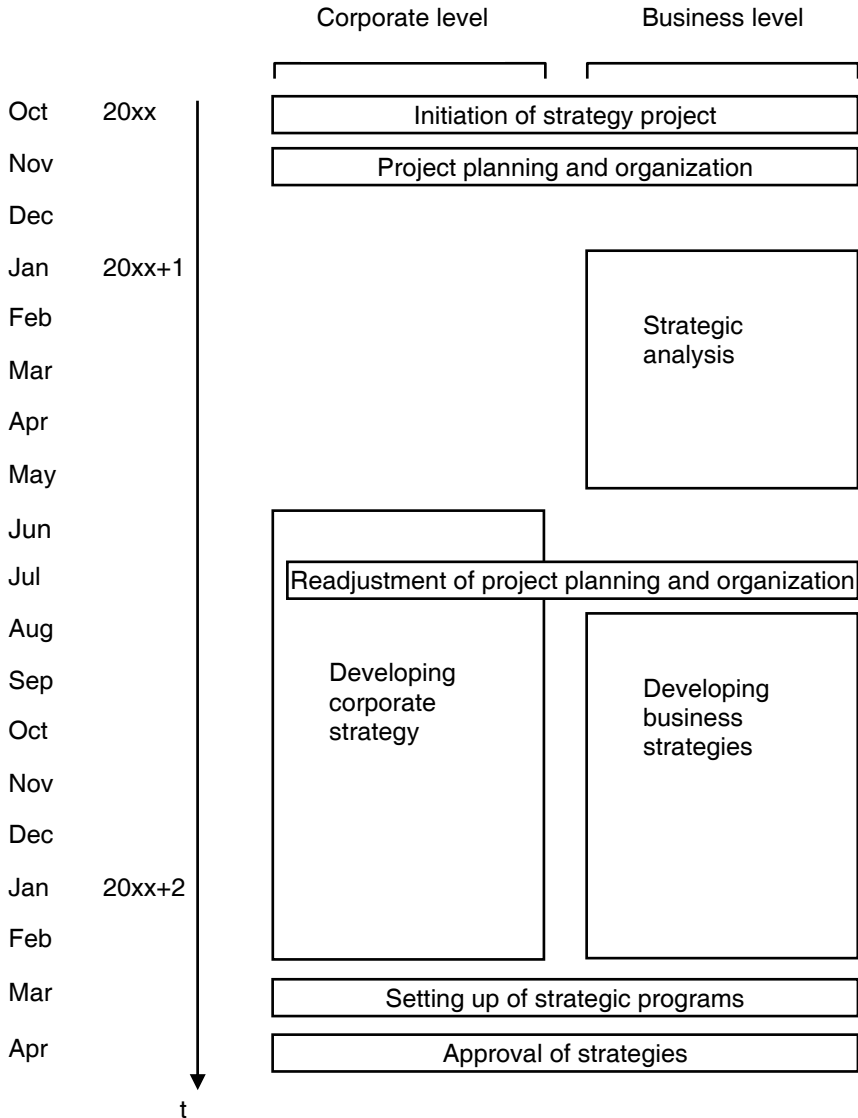 Corporate level Business level
Oct 20xx Initiation of strategy project
Nov Project planning and organization
Dec
Jan 20xx+1
Feb Strategic
analysis
Mar
Apr
May
Jun
Jul Readjustment of project planning and organization
Aug
Sep Developing Developing
corporate business
Oct strategy strategies
Nov
Dec
Jan 20xx+2
Feb
Mar Setting up of strategic programs
Apr Approval of strategies
t